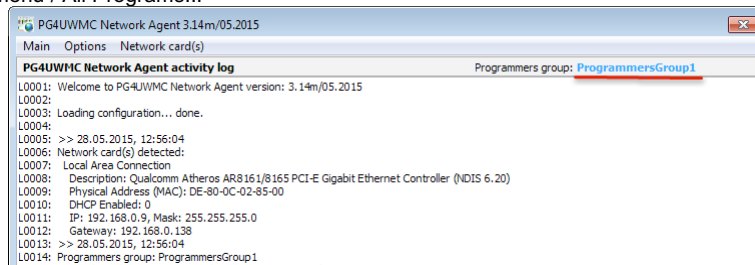 menu / All Programs...
PG4UWMC Network Agent 3.14m/05.2015
Main Options Network card(s)
PG4UWMC Network Agent activity log Programmers group: ProgrammersGroup1
L0001: Welcome to PG4UWMC Network Agent version: 3.14m/05.2015
L0002:
L0003: Loading configuration... done.
L0004:
L0005: >> 28.05.2015, 12:56:04
L0006: Network card(s) detected:
L0007: Local Area Connection
L0008: Description: Qualcomm Atheros AR8161/8165 PCI-E Gigabit Ethernet Controller (NDIS 6.20)
L0009: Physical Address (MAC): DE-80-0C-02-85-00
L0010: DHCP Enabled: 0
L0011: IP: 192.168.0.9, Mask: 255.255.255.0
L0012: Gateway: 192.168.0.138
L0013: >> 28.05.2015, 12:56:04
L0014: Programmers group: ProgrammersGroup1